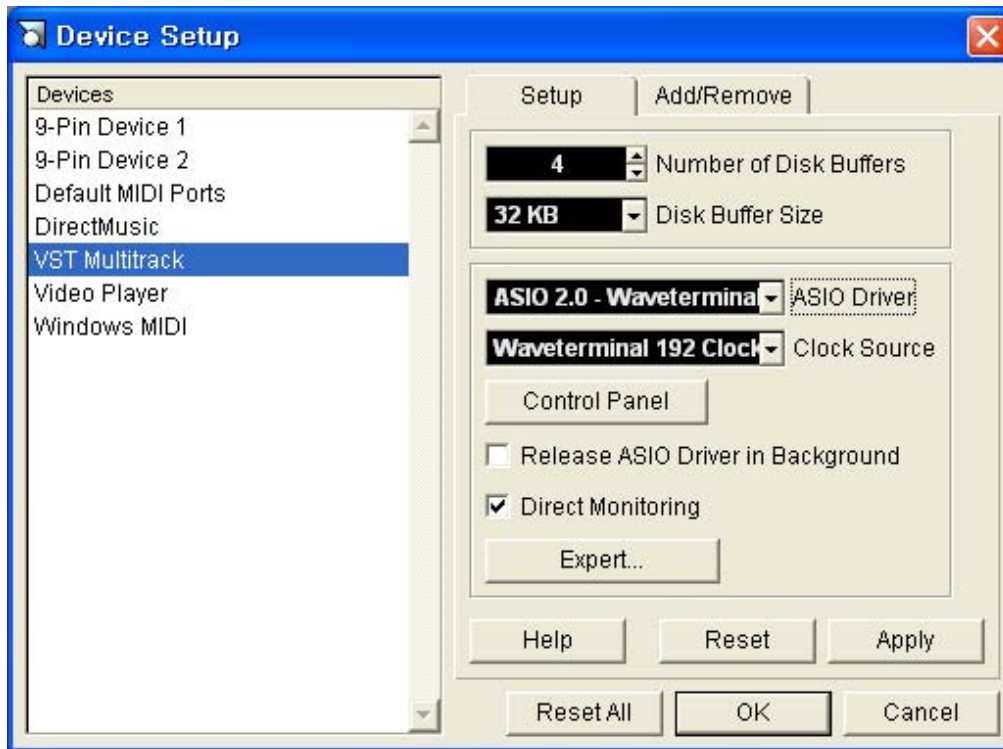 Device Setup
Devices
9-Pin Device 1
9-Pin Device 2
Default MIDI Ports
DirectMusic
VST Multitrack
Video Player
Windows MIDI
Setup
Add/Remove
4 Number of Disk Buffers
32 KB Disk Buffer Size
ASIO 2.0 - Waveterminal ASIO Driver
Waveterminal 192 Clock Clock Source
Control Panel
Release ASIO Driver in Background
Direct Monitoring
Expert...
Help
Reset
Apply
Reset All
OK
Cancel